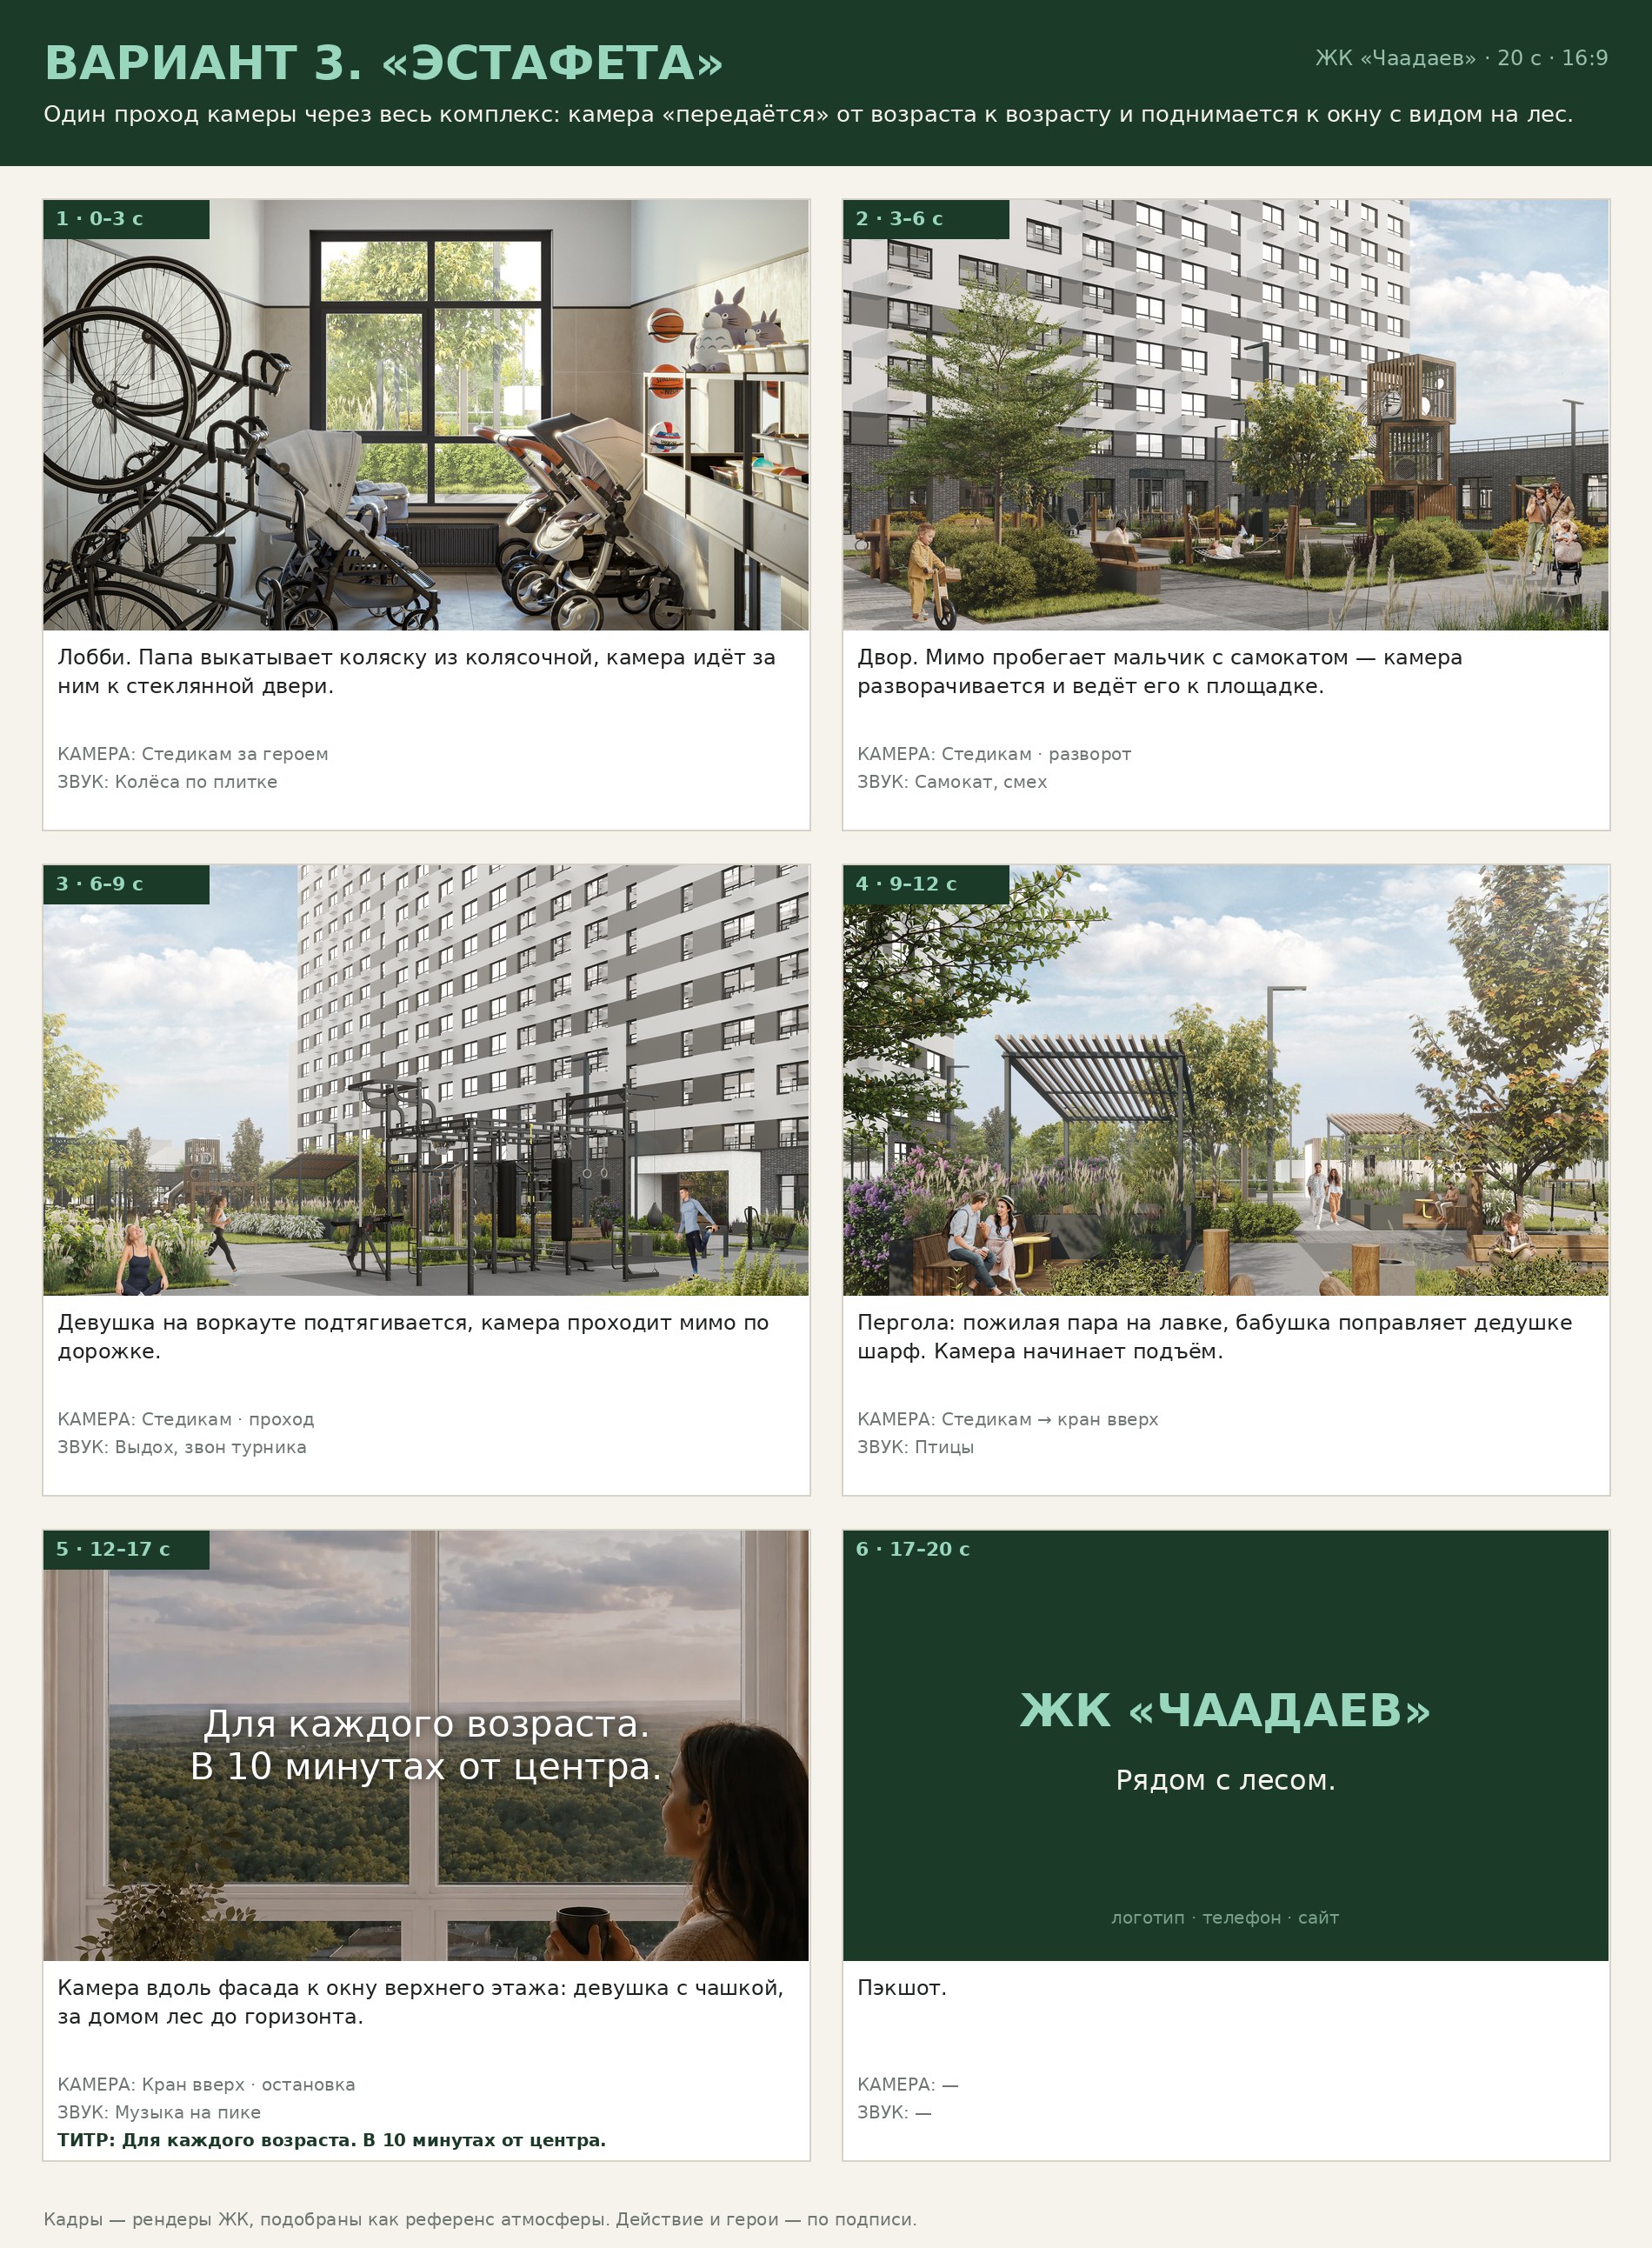 ВАРИАНТ 3. «ЭСТАФЕТА»
ЖК «Чаадаев» · 20 с · 16:9
Один проход камеры через весь комплекс: камера «передаётся» от возраста к возрасту и поднимается к окну с видом на лес.
1 · 0–3 с
Лобби. Папа выкатывает коляску из колясочной, камера идёт за
ним к стеклянной двери.
КАМЕРА: Стедикам за героем
ЗВУК: Колёса по плитке
2 · 3–6 с
Двор. Мимо пробегает мальчик с самокатом — камера
разворачивается и ведёт его к площадке.
КАМЕРА: Стедикам · разворот
ЗВУК: Самокат, смех
3 · 6–9 с
Девушка на воркауте подтягивается, камера проходит мимо по
дорожке.
КАМЕРА: Стедикам · проход
ЗВУК: Выдох, звон турника
4 · 9–12 с
Пергола: пожилая пара на лавке, бабушка поправляет дедушке
шарф. Камера начинает подъём.
КАМЕРА: Стедикам → кран вверх
ЗВУК: Птицы
5 · 12–17 с
Для каждого возраста.
В 10 минутах от центра.
Камера вдоль фасада к окну верхнего этажа: девушка с чашкой,
за домом лес до горизонта.
КАМЕРА: Кран вверх · остановка
ЗВУК: Музыка на пике
ТИТР: Для каждого возраста. В 10 минутах от центра.
6 · 17–20 с
ЖК «ЧААДАЕВ»
Рядом с лесом.
логотип · телефон · сайт
Пэкшот.
КАМЕРА: —
ЗВУК: —
Кадры — рендеры ЖК, подобраны как референс атмосферы. Действие и герои — по подписи.